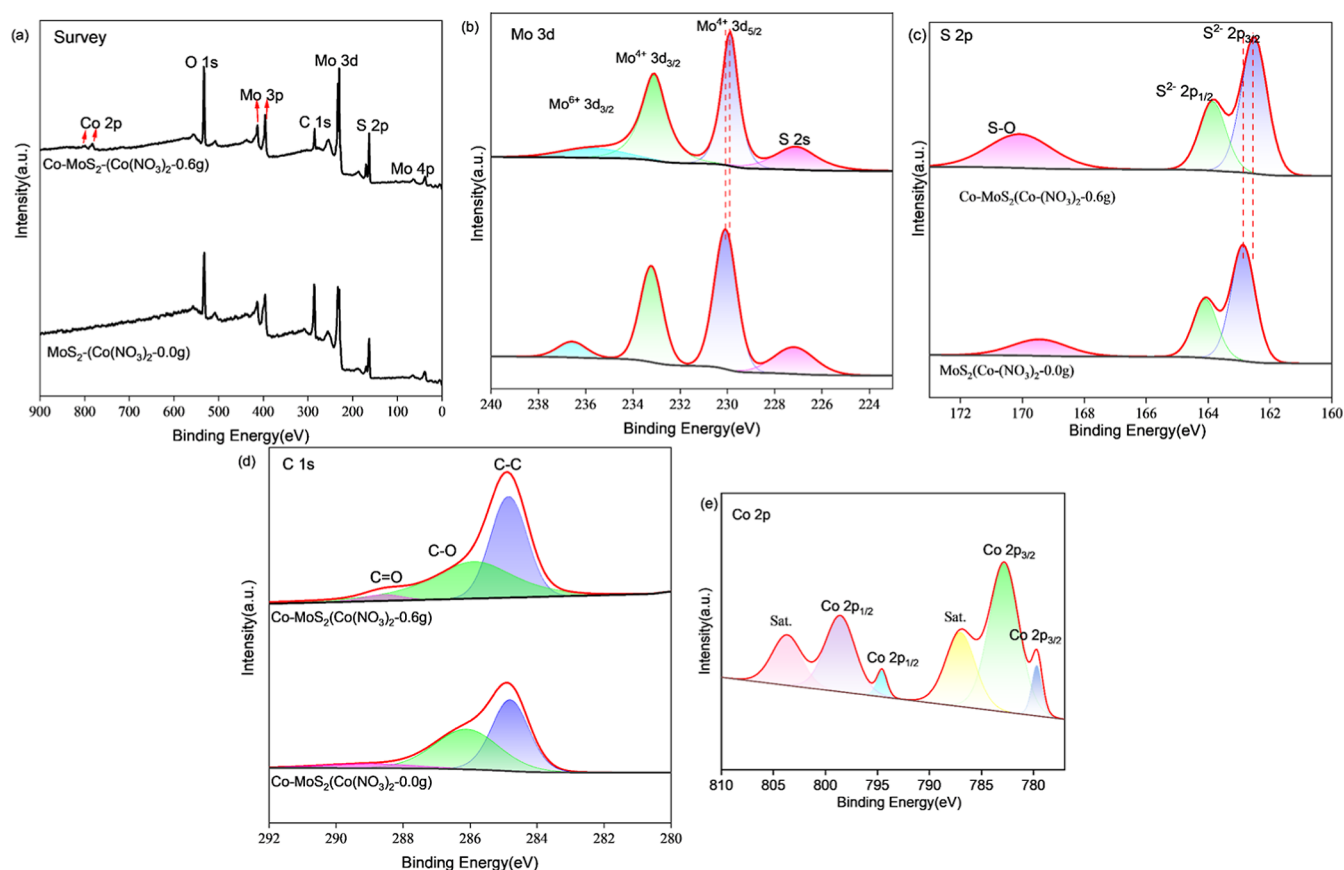 (a)
Survey
O 1s
Mo 3d
Mo 3p
C 1s
S 2p
Co 2p
Mo 4p
Co-MoS₂-(Co(NO₃)₂-0.6g)
MoS₂-(Co(NO₃)₂-0.0g)
Intensity(a.u.)
900 800 700 600 500 400 300 200 100 0
Binding Energy(eV)
(b)
Mo 3d
Mo⁴⁺ 3d₅/₂
Mo⁴⁺ 3d₃/₂
Mo⁶⁺ 3d₃/₂
S 2s
Intensity(a.u.)
240 238 236 234 232 230 228 226 224
Binding Energy(eV)
(c)
S 2p
S²⁻ 2p₃/₂
S²⁻ 2p₁/₂
S-O
Co-MoS₂(Co-(NO₃)₂-0.6g)
MoS₂(Co-(NO₃)₂-0.0g)
Intensity(a.u.)
172 170 168 166 164 162 160
Binding Energy(eV)
(d)
C 1s
C-C
C-O
C=O
Co-MoS₂(Co(NO₃)₂-0.6g)
Co-MoS₂(Co(NO₃)₂-0.0g)
Intensity(a.u.)
292 290 288 286 284 282 280
Binding Energy(eV)
(e)
Co 2p
Co 2p₃/₂
Co 2p₁/₂
Sat.
Sat.
Co 2p₃/₂
Co 2p₁/₂
Intensity(a.u.)
810 805 800 795 790 785 780
Binding Energy(eV)